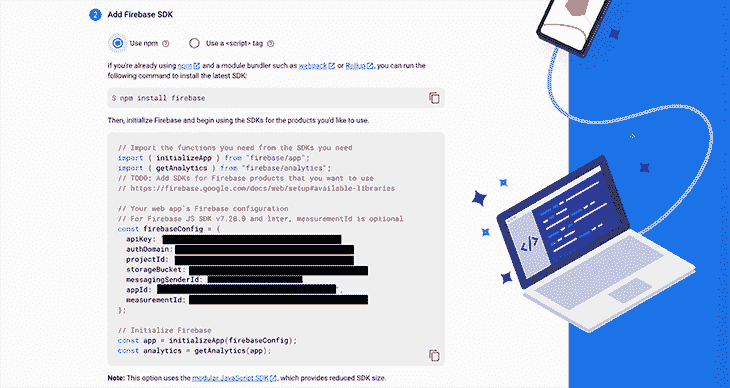 2 Add Firebase SDK
Use npm Use a <script> tag
If you're already using npm and a module bundler such as webpack or Rollup, you can run the
following command to install the latest SDK:
$ npm install firebase
Then, initialize Firebase and begin using the SDKs for the products you'd like to use.
// Import the functions you need from the SDKs you need
import { initializeApp } from "firebase/app";
import { getAnalytics } from "firebase/analytics";
// TODO: Add SDKs for Firebase products that you want to use
// https://firebase.google.com/docs/web/setup#available-libraries
// Your web app's Firebase configuration
// For Firebase JS SDK v7.20.0 and later, measurementId is optional
const firebaseConfig = {
apiKey:
authDomain:
projectId:
storageBucket:
messagingSenderId:
appId: ",
measurementId:
};
// Initialize Firebase
const app = initializeApp(firebaseConfig);
const analytics = getAnalytics(app);
Note: This option uses the modular JavaScript SDK, which provides reduced SDK size.